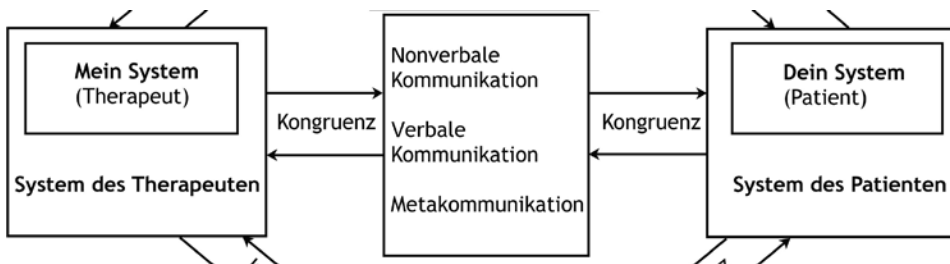 Mein System
(Therapeut)
System des Therapeuten
Kongruenz
Nonverbale
Kommunikation
Verbale
Kommunikation
Metakommunikation
Kongruenz
Dein System
(Patient)
System des Patienten